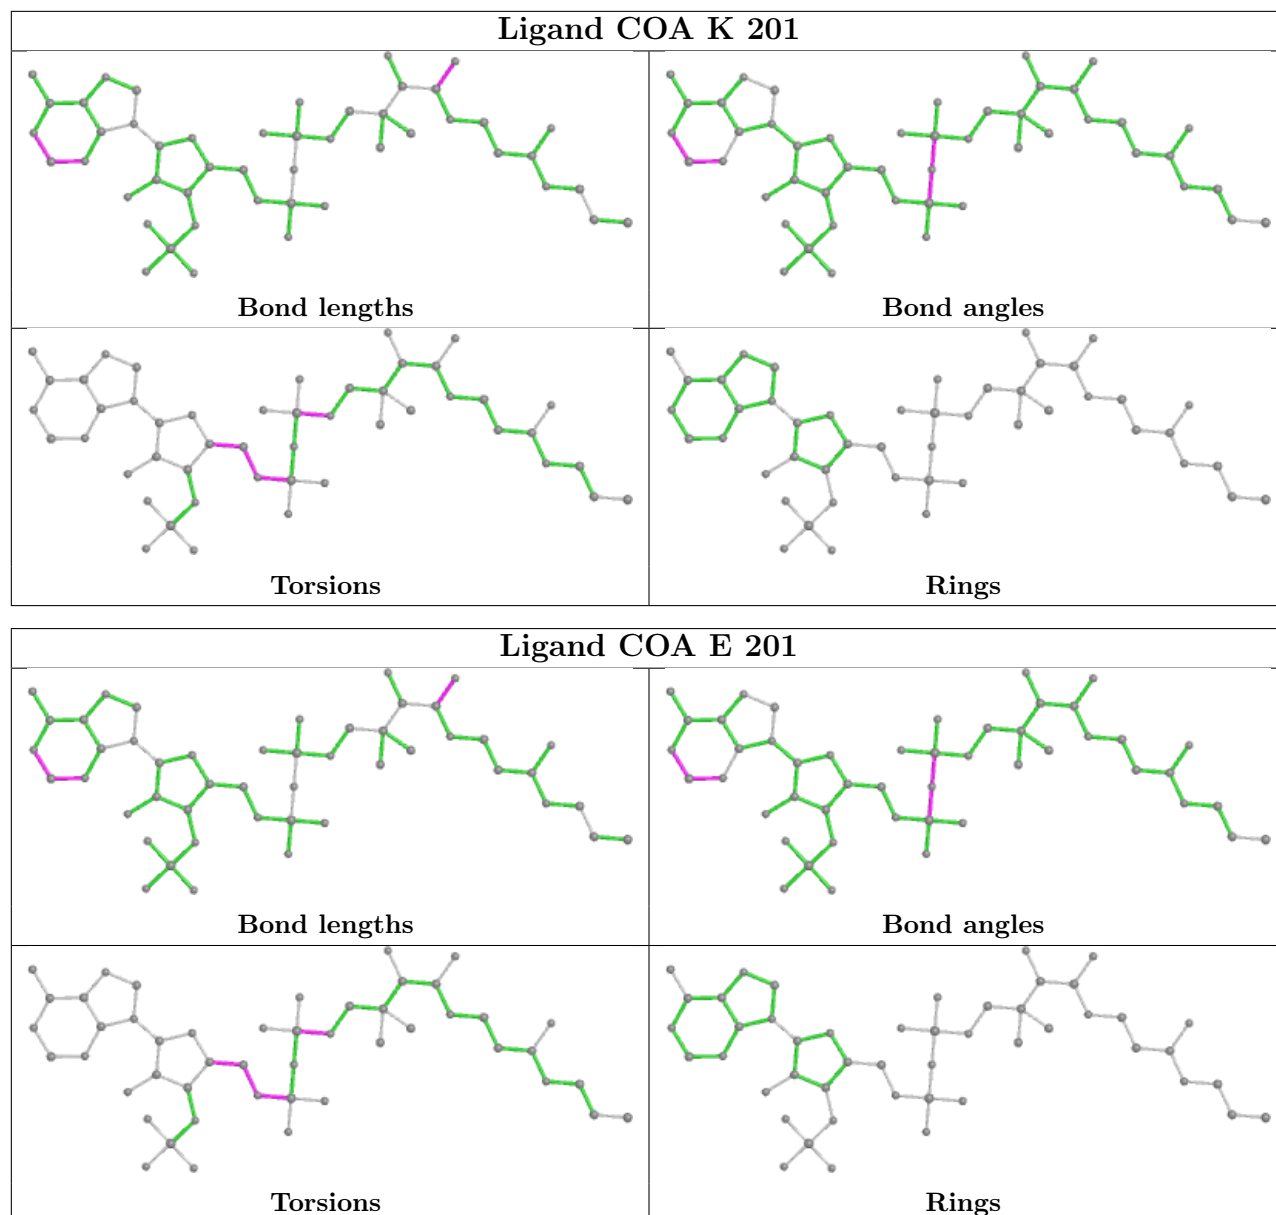 Ligand COA K 201
Bond lengths
Bond angles
Torsions
Rings
Ligand COA E 201
Bond lengths
Bond angles
Torsions
Rings